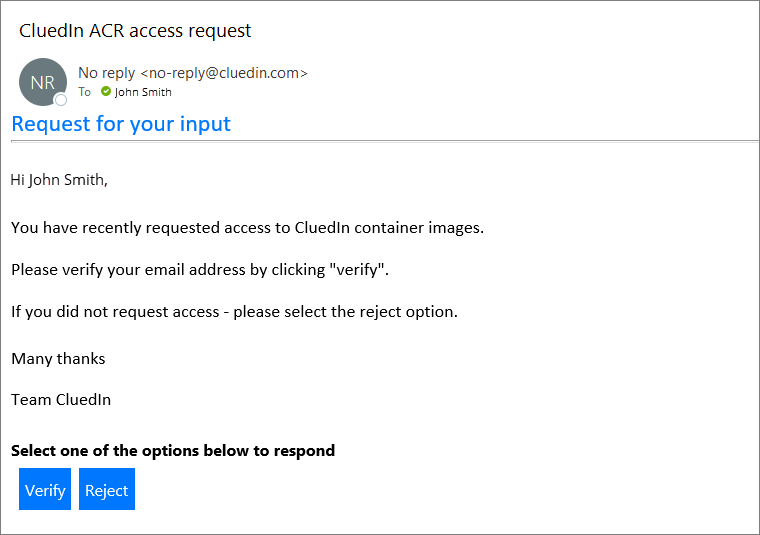 CluedIn ACR access request
NR
No reply <no-reply@cluedin.com>
To John Smith
Request for your input
Hi John Smith,
You have recently requested access to CluedIn container images.
Please verify your email address by clicking "verify".
If you did not request access - please select the reject option.
Many thanks
Team CluedIn
Select one of the options below to respond
Verify Reject